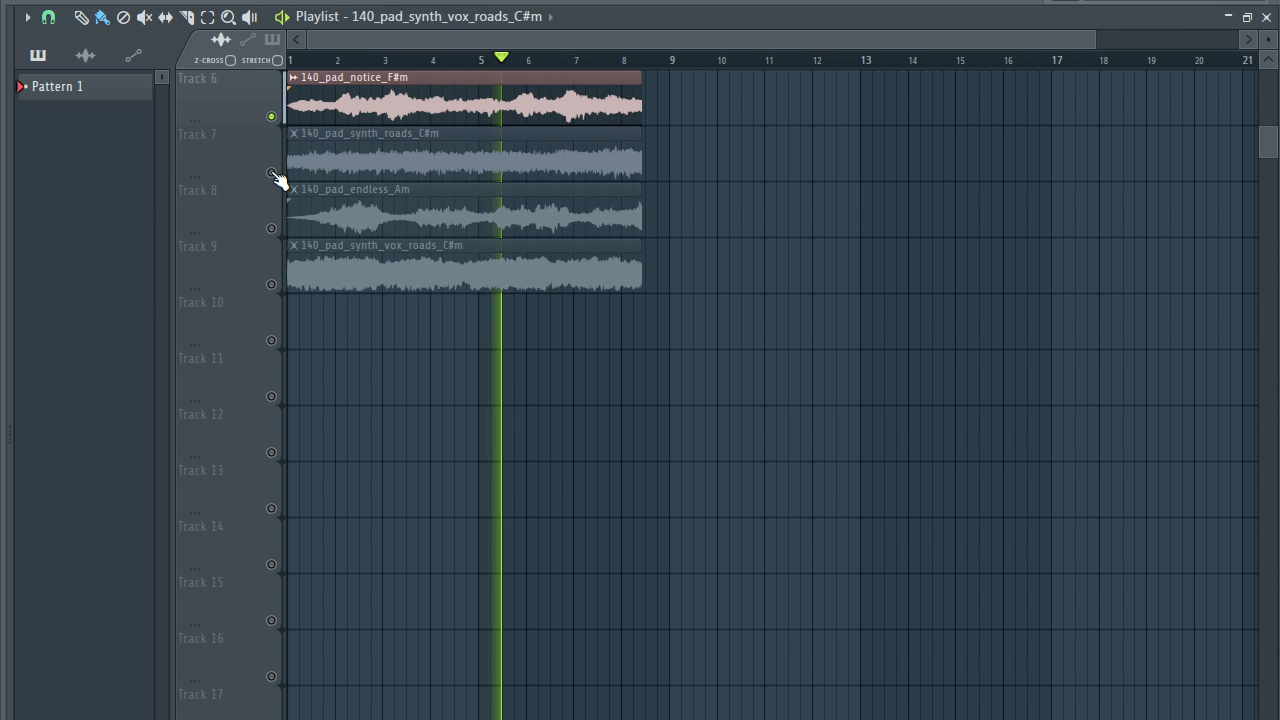 Playlist - 140_pad_synth_vox_roads_C#m
Z-CROSS STRETCH
1 2 3 4 5 6 7 8 9 10 11 12 13 14 15 16 17 18 19 20 21
Pattern 1
Track 6
140_pad_notice_F#m
Track 7
140_pad_synth_roads_C#m
Track 8
140_pad_endless_Am
Track 9
140_pad_synth_vox_roads_C#m
Track 10
Track 11
Track 12
Track 13
Track 14
Track 15
Track 16
Track 17